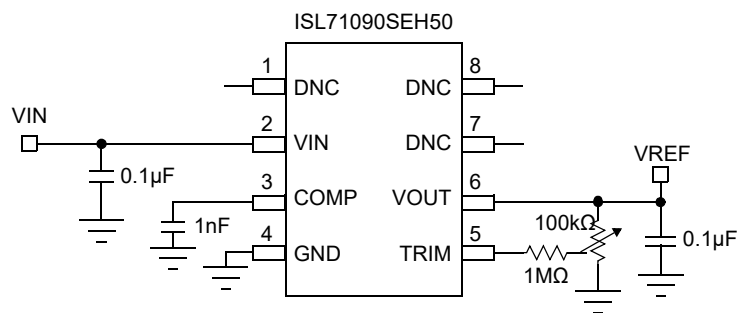 ISL71090SEH50
1
DNC
DNC
8
VIN
2
VIN
DNC
7
VREF
0.1µF
3
COMP
VOUT
6
1nF
100kΩ
0.1µF
4
GND
TRIM
5
1MΩ